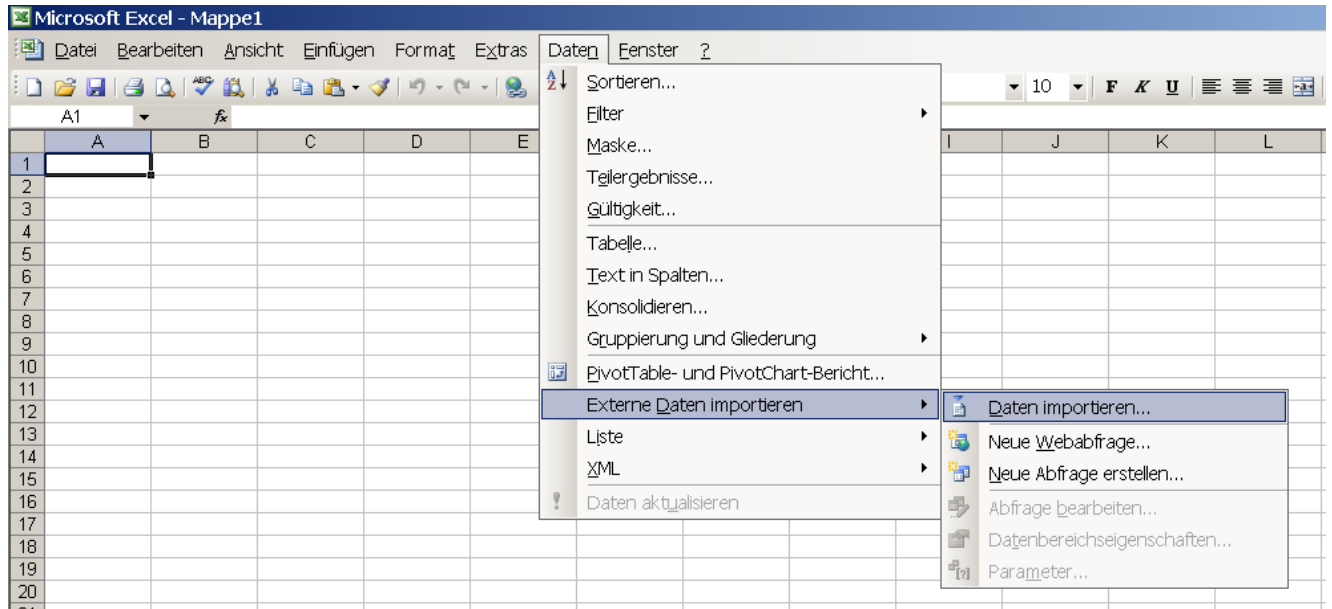 Microsoft Excel - Mappe1
Datei Bearbeiten Ansicht Einfügen Format Extras Daten Fenster ?
10 F K U
A1 fx
A B C D E I J K L
1
2
3
4
5
6
7
8
9
10
11
12
13
14
15
16
17
18
19
20
Sortieren...
Filter
Maske...
Teilergebnisse...
Gültigkeit...
Tabelle...
Text in Spalten...
Konsolidieren...
Gruppierung und Gliederung
PivotTable- und PivotChart-Bericht...
Externe Daten importieren
Liste
XML
Daten aktualisieren
Daten importieren...
Neue Webabfrage...
Neue Abfrage erstellen...
Abfrage bearbeiten...
Datenbereichseigenschaften...
Parameter...